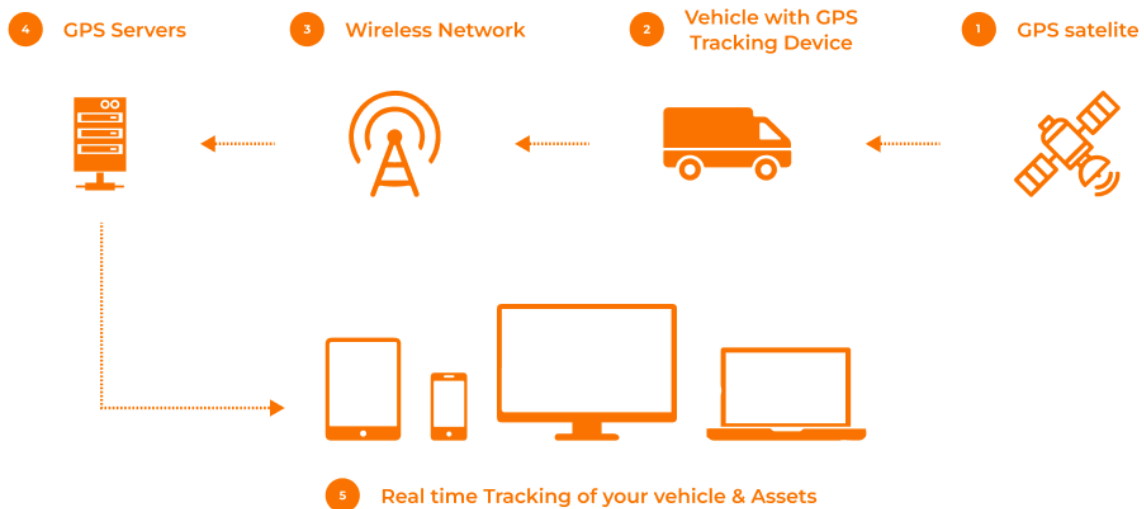 4 GPS Servers
3 Wireless Network
2 Vehicle with GPS
Tracking Device
1 GPS satelite
5 Real time Tracking of your vehicle & Assets